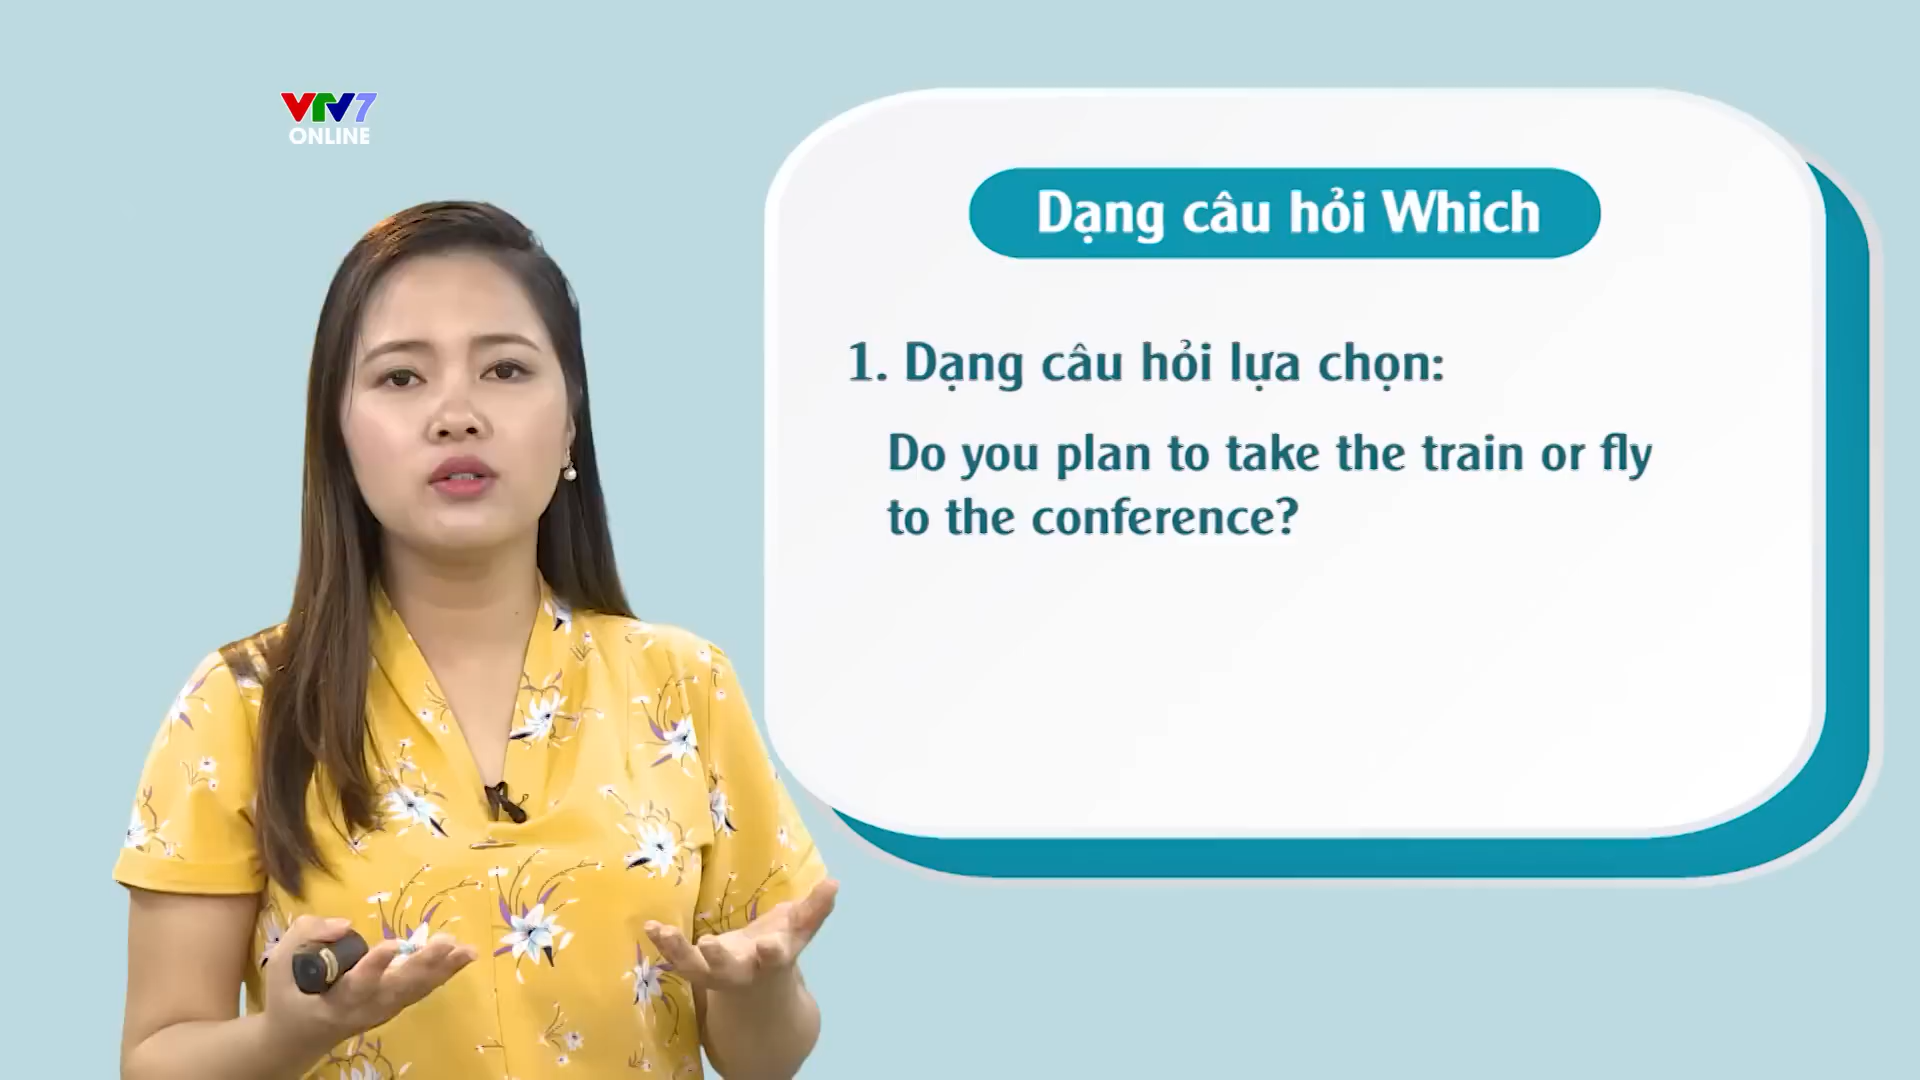 VTV7
ONLINE
Dạng câu hỏi Which
1. Dạng câu hỏi lựa chọn:
Do you plan to take the train or fly
to the conference?